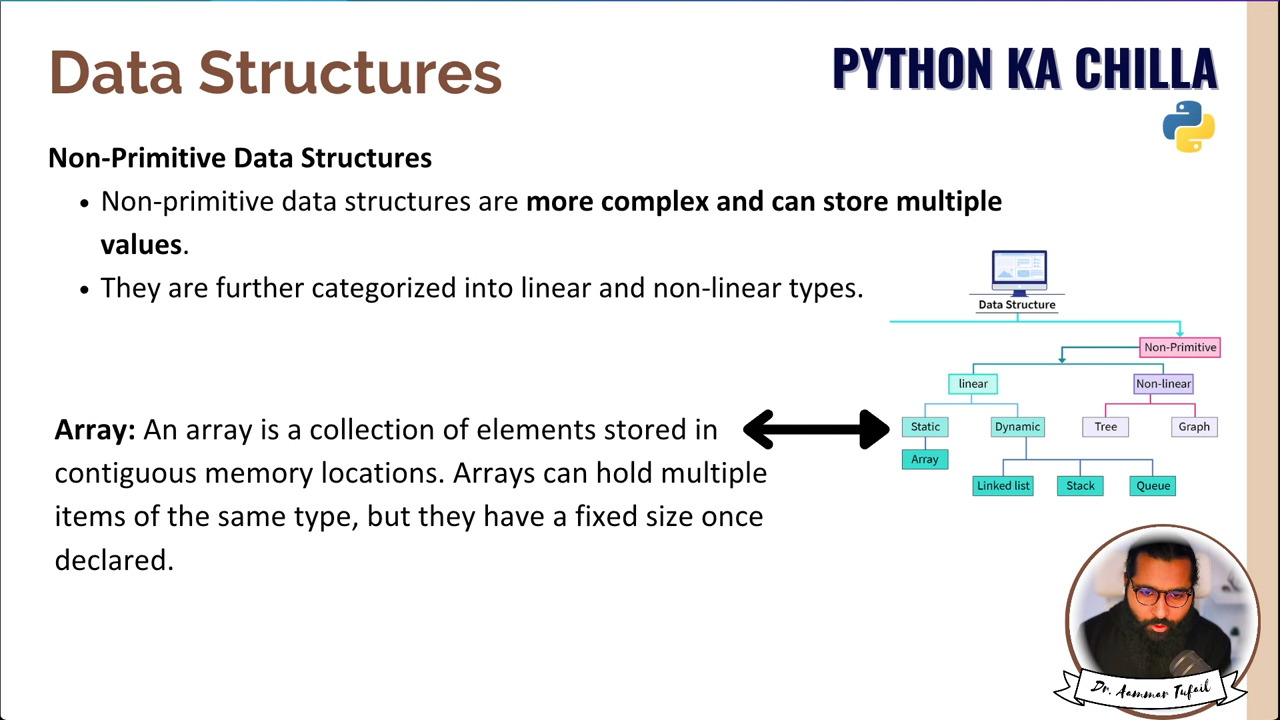 Data Structures
PYTHON KA CHILLA
Non-Primitive Data Structures
• Non-primitive data structures are more complex and can store multiple
values.
• They are further categorized into linear and non-linear types.
Data Structure
Non-Primitive
linear
Non-linear
Static
Dynamic
Tree
Graph
Array
Linked list
Stack
Queue
Array: An array is a collection of elements stored in
contiguous memory locations. Arrays can hold multiple
items of the same type, but they have a fixed size once
declared.
Dr. Aammar Tufail